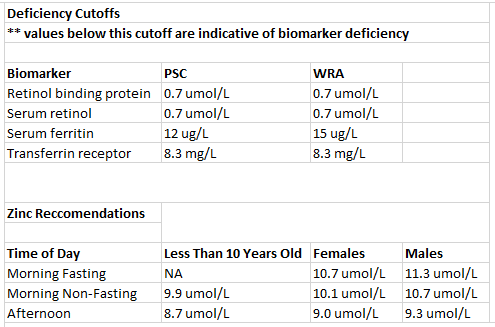 Deficiency Cutoffs
** values below this cutoff are indicative of biomarker deficiency
Biomarker PSC WRA
Retinol binding protein 0.7 umol/L 0.7 umol/L
Serum retinol 0.7 umol/L 0.7 umol/L
Serum ferritin 12 ug/L 15 ug/L
Transferrin receptor 8.3 mg/L 8.3 mg/L
Zinc Reccomendations
Time of Day Less Than 10 Years Old Females Males
Morning Fasting NA 10.7 umol/L 11.3 umol/L
Morning Non-Fasting 9.9 umol/L 10.1 umol/L 10.7 umol/L
Afternoon 8.7 umol/L 9.0 umol/L 9.3 umol/L